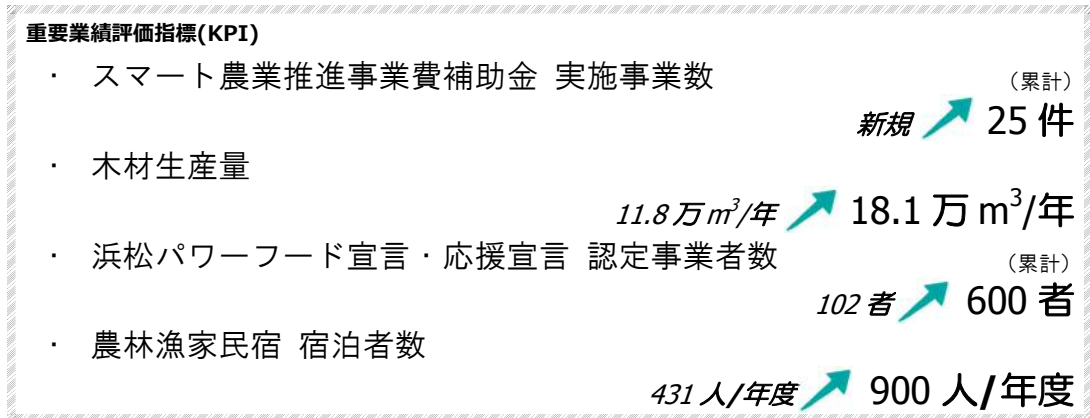 重要業績評価指標(KPI)
・ スマート農業推進事業費補助金 実施事業数 （累計）
新規 25 件
・ 木材生産量
11.8 万 m³/年 18.1 万 m³/年
・ 浜松パワーフード宣言・応援宣言 認定事業者数 （累計）
102 者 600 者
・ 農林漁家民宿 宿泊者数
431 人/年度 900 人/年度